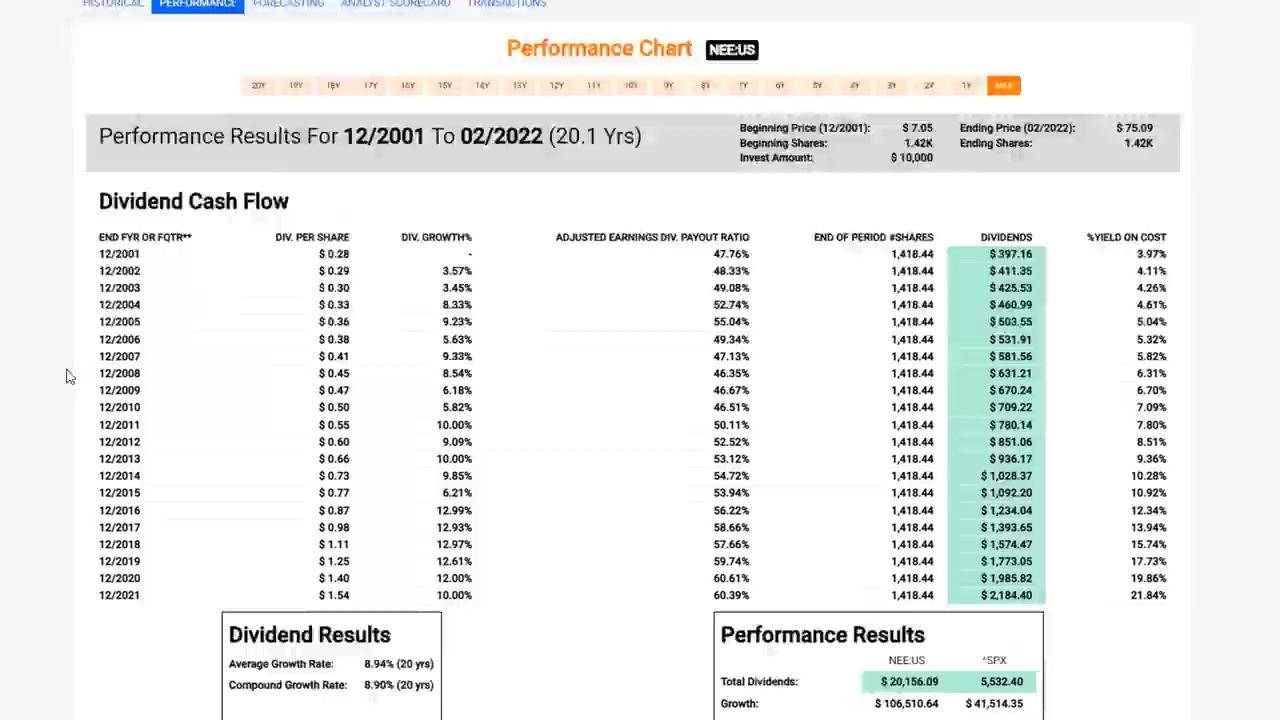 HISTORICAL PERFORMANCE FORECASTING ANALYST SCORECARD TRANSACTIONS
Performance Chart NEE:US
20Y 19Y 18Y 17Y 16Y 15Y 14Y 13Y 12Y 11Y 10Y 9Y 8Y 7Y 6Y 5Y 4Y 3Y 2Y 1Y MAX
Performance Results For 12/2001 To 02/2022 (20.1 Yrs)
Beginning Price (12/2001): $ 7.05 Ending Price (02/2022): $ 75.09
Beginning Shares: 1.42K Ending Shares: 1.42K
Invest Amount: $ 10,000
Dividend Cash Flow
END FYR OR FQTR** DIV. PER SHARE DIV. GROWTH% ADJUSTED EARNINGS DIV. PAYOUT RATIO END OF PERIOD #SHARES DIVIDENDS %YIELD ON COST
12/2001 $ 0.28 - 47.76% 1,418.44 $ 397.16 3.97%
12/2002 $ 0.29 3.57% 48.33% 1,418.44 $ 411.35 4.11%
12/2003 $ 0.30 3.45% 49.08% 1,418.44 $ 425.53 4.26%
12/2004 $ 0.33 8.33% 52.74% 1,418.44 $ 460.99 4.61%
12/2005 $ 0.36 9.23% 55.04% 1,418.44 $ 503.55 5.04%
12/2006 $ 0.38 5.63% 49.34% 1,418.44 $ 531.91 5.32%
12/2007 $ 0.41 9.33% 47.13% 1,418.44 $ 581.56 5.82%
12/2008 $ 0.45 8.54% 46.35% 1,418.44 $ 631.21 6.31%
12/2009 $ 0.47 6.18% 46.67% 1,418.44 $ 670.24 6.70%
12/2010 $ 0.50 5.82% 46.51% 1,418.44 $ 709.22 7.09%
12/2011 $ 0.55 10.00% 50.11% 1,418.44 $ 780.14 7.80%
12/2012 $ 0.60 9.09% 52.52% 1,418.44 $ 851.06 8.51%
12/2013 $ 0.66 10.00% 53.12% 1,418.44 $ 936.17 9.36%
12/2014 $ 0.73 9.85% 54.72% 1,418.44 $ 1,028.37 10.28%
12/2015 $ 0.77 6.21% 53.94% 1,418.44 $ 1,092.20 10.92%
12/2016 $ 0.87 12.99% 56.22% 1,418.44 $ 1,234.04 12.34%
12/2017 $ 0.98 12.93% 58.66% 1,418.44 $ 1,393.65 13.94%
12/2018 $ 1.11 12.97% 57.66% 1,418.44 $ 1,574.47 15.74%
12/2019 $ 1.25 12.61% 59.74% 1,418.44 $ 1,773.05 17.73%
12/2020 $ 1.40 12.00% 60.61% 1,418.44 $ 1,985.82 19.86%
12/2021 $ 1.54 10.00% 60.39% 1,418.44 $ 2,184.40 21.84%
Dividend Results
Average Growth Rate: 8.94% (20 yrs)
Compound Growth Rate: 8.90% (20 yrs)
Performance Results
NEE:US ^SPX
Total Dividends: $ 20,156.09 5,532.40
Growth: $ 106,510.64 $ 41,514.35